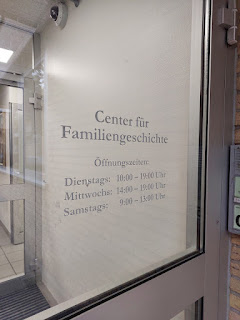 Center für
Familiengeschichte
Öffnungszeiten:
Dienstags: 10:00 – 19:00 Uhr
Mittwochs: 14:00 – 19:00 Uhr
Samstags: 9:00 – 13:00 Uhr